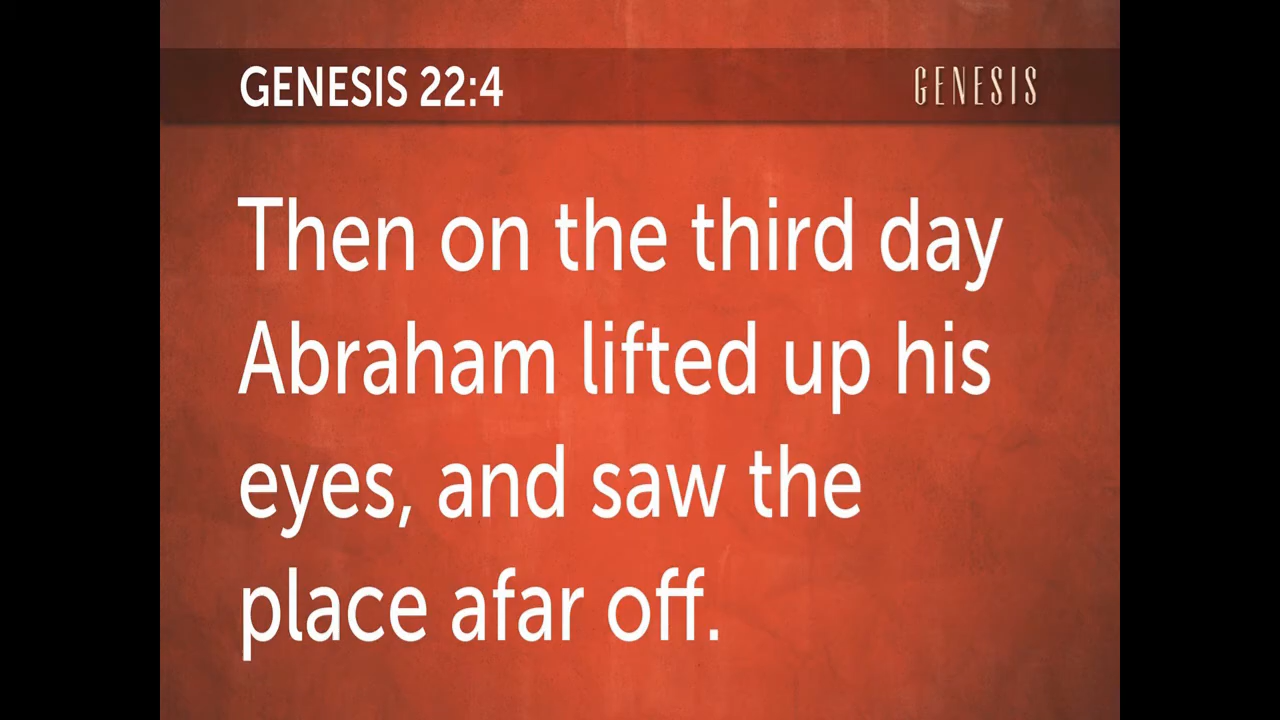 GENESIS 22:4
GENESIS
Then on the third day
Abraham lifted up his
eyes, and saw the
place afar off.